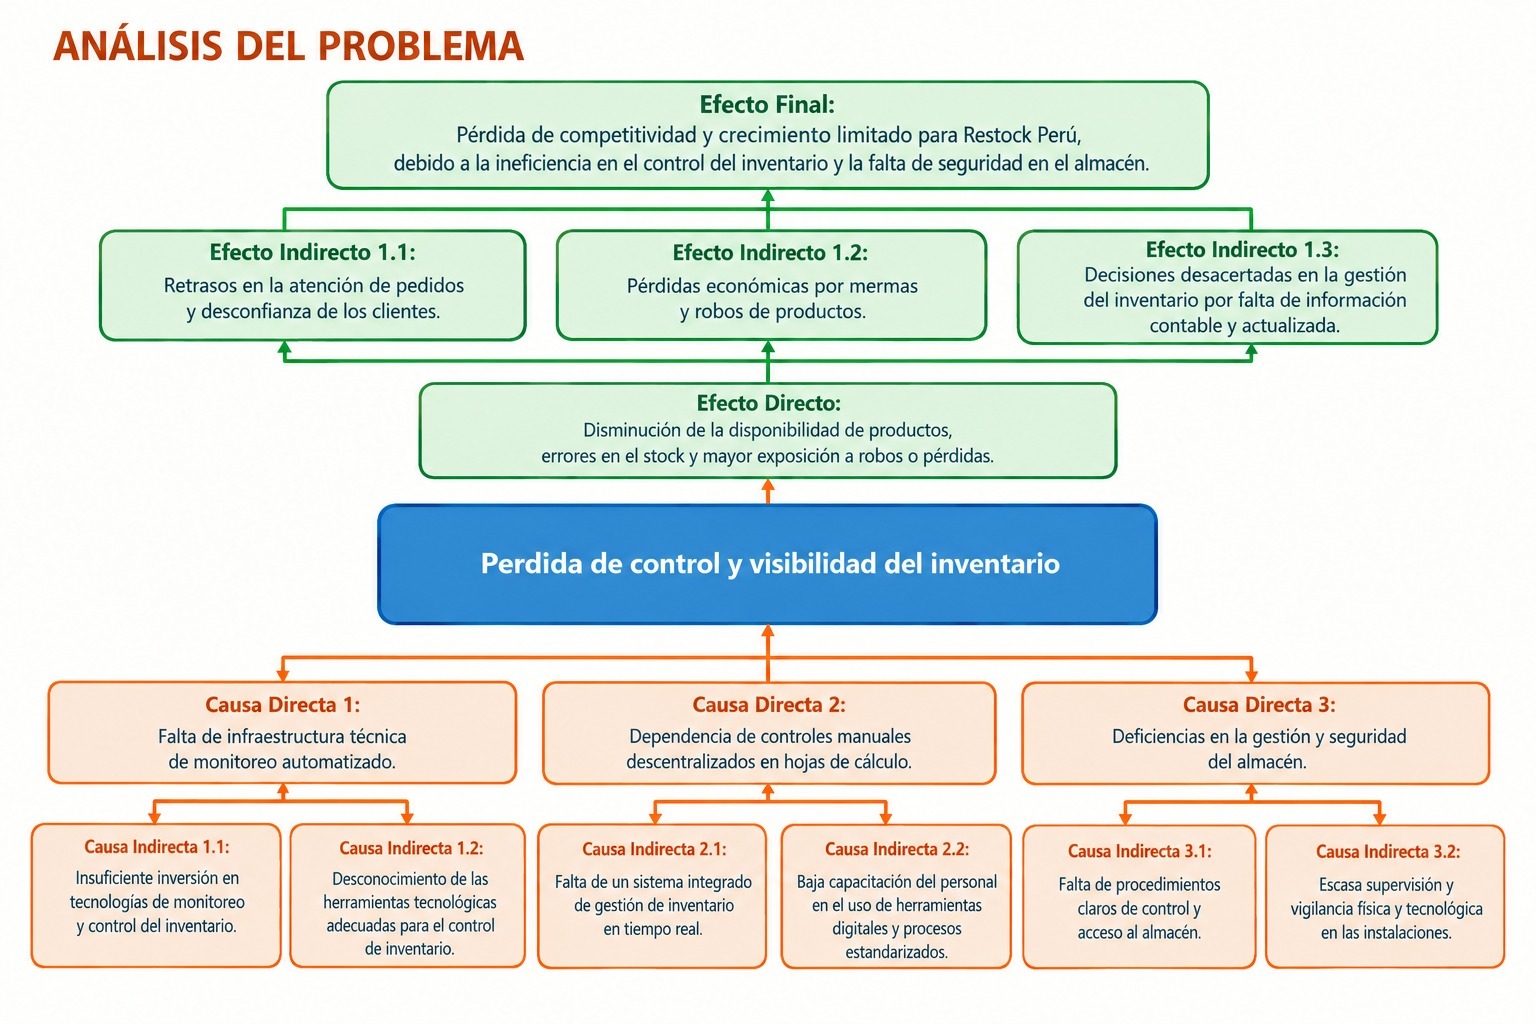 ANÁLISIS DEL PROBLEMA
Efecto Final:
Pérdida de competitividad y crecimiento limitado para Restock Perú,
debido a la ineficiencia en el control del inventario y la falta de seguridad en el almacén.
Efecto Indirecto 1.1:
Retrasos en la atención de pedidos
y desconfianza de los clientes.
Efecto Indirecto 1.2:
Pérdidas económicas por mermas
y robos de productos.
Efecto Indirecto 1.3:
Decisiones desacertadas en la gestión
del inventario por falta de información
contable y actualizada.
Efecto Directo:
Disminución de la disponibilidad de productos,
errores en el stock y mayor exposición a robos o pérdidas.
Perdida de control y visibilidad del inventario
Causa Directa 1:
Falta de infraestructura técnica
de monitoreo automatizado.
Causa Directa 2:
Dependencia de controles manuales
descentralizados en hojas de cálculo.
Causa Directa 3:
Deficiencias en la gestión y seguridad
del almacén.
Causa Indirecta 1.1:
Insuficiente inversión en
tecnologías de monitoreo
y control del inventario.
Causa Indirecta 1.2:
Desconocimiento de las
herramientas tecnológicas
adecuadas para el control
de inventario.
Causa Indirecta 2.1:
Falta de un sistema integrado
de gestión de inventario
en tiempo real.
Causa Indirecta 2.2:
Baja capacitación del personal
en el uso de herramientas
digitales y procesos
estandarizados.
Causa Indirecta 3.1:
Falta de procedimientos
claros de control y
acceso al almacén.
Causa Indirecta 3.2:
Escasa supervisión y
vigilancia física y tecnológica
en las instalaciones.